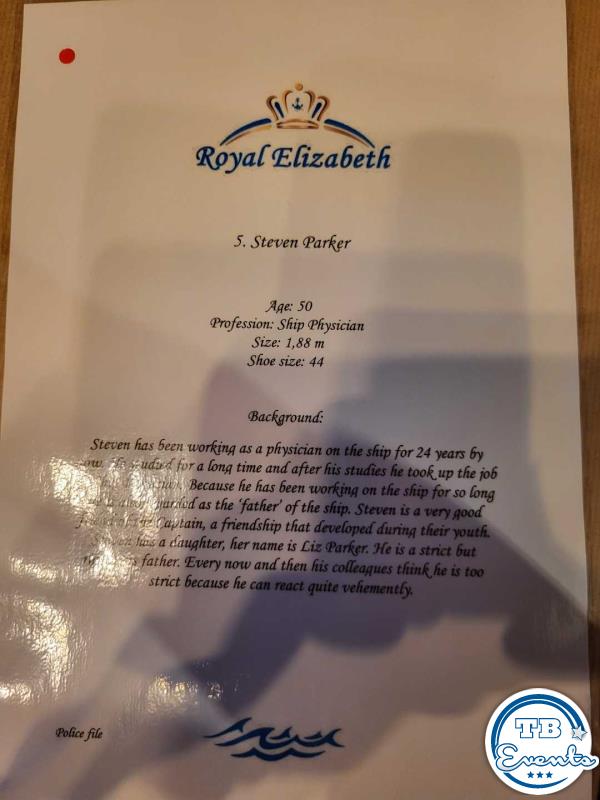 Royal Elizabeth
5. Steven Parker
Age: 50
Profession: Ship Physician
Size: 1,88 m
Shoe size: 44
Background:
Steven has been working as a physician on the ship for 24 years by
now. He studied for a long time and after his studies he took up the job
Because he has been working on the ship for so long
regarded as the 'father' of the ship. Steven is a very good
Captain, a friendship that developed during their youth.
Steven has a daughter, her name is Liz Parker. He is a strict but
father. Every now and then his colleagues think he is too
strict because he can react quite vehemently.
Police file
TB
Events